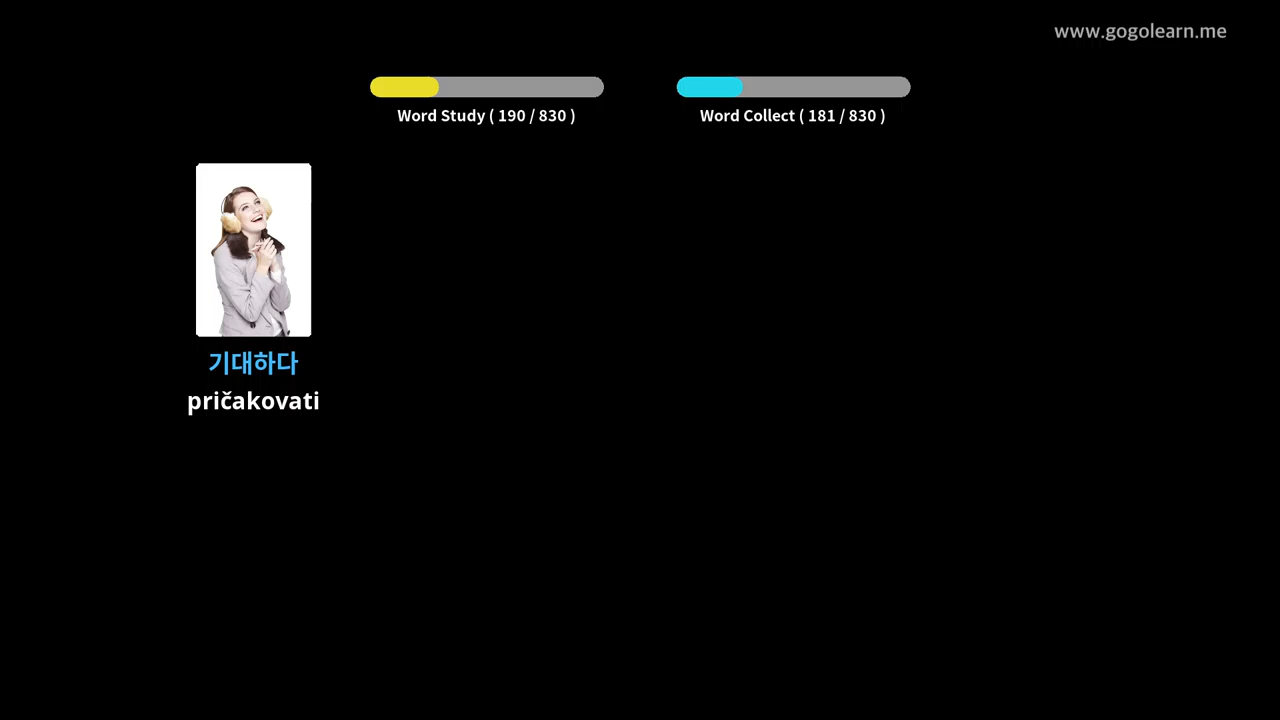 www.gogolearn.me
Word Study ( 190 / 830 )
Word Collect ( 181 / 830 )
기대하다
pričakovati